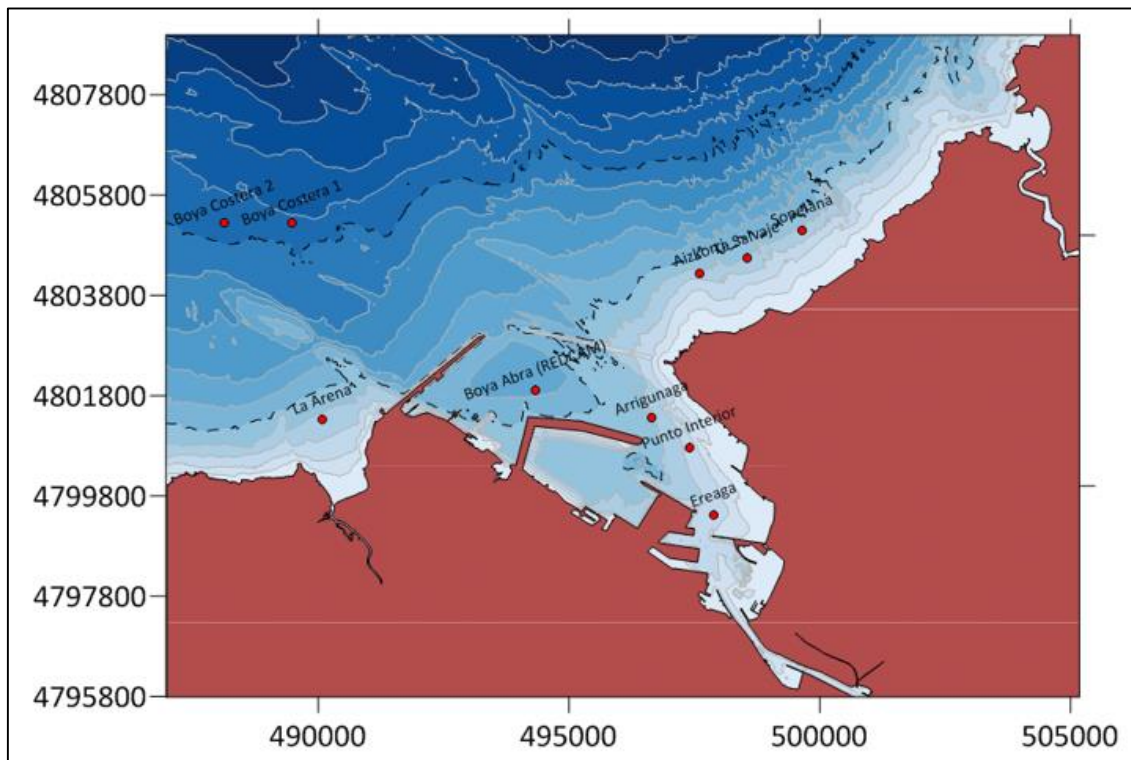 4807800
4805800
4803800
4801800
4799800
4797800
4795800
Boya Costera 2
Boya Costera 1
Sopelana
Salvaje
Aizkorri
Boya Abra (REDCAM)
La Arena
Arrigunaga
Punto Interior
Ereaga
490000
495000
500000
505000